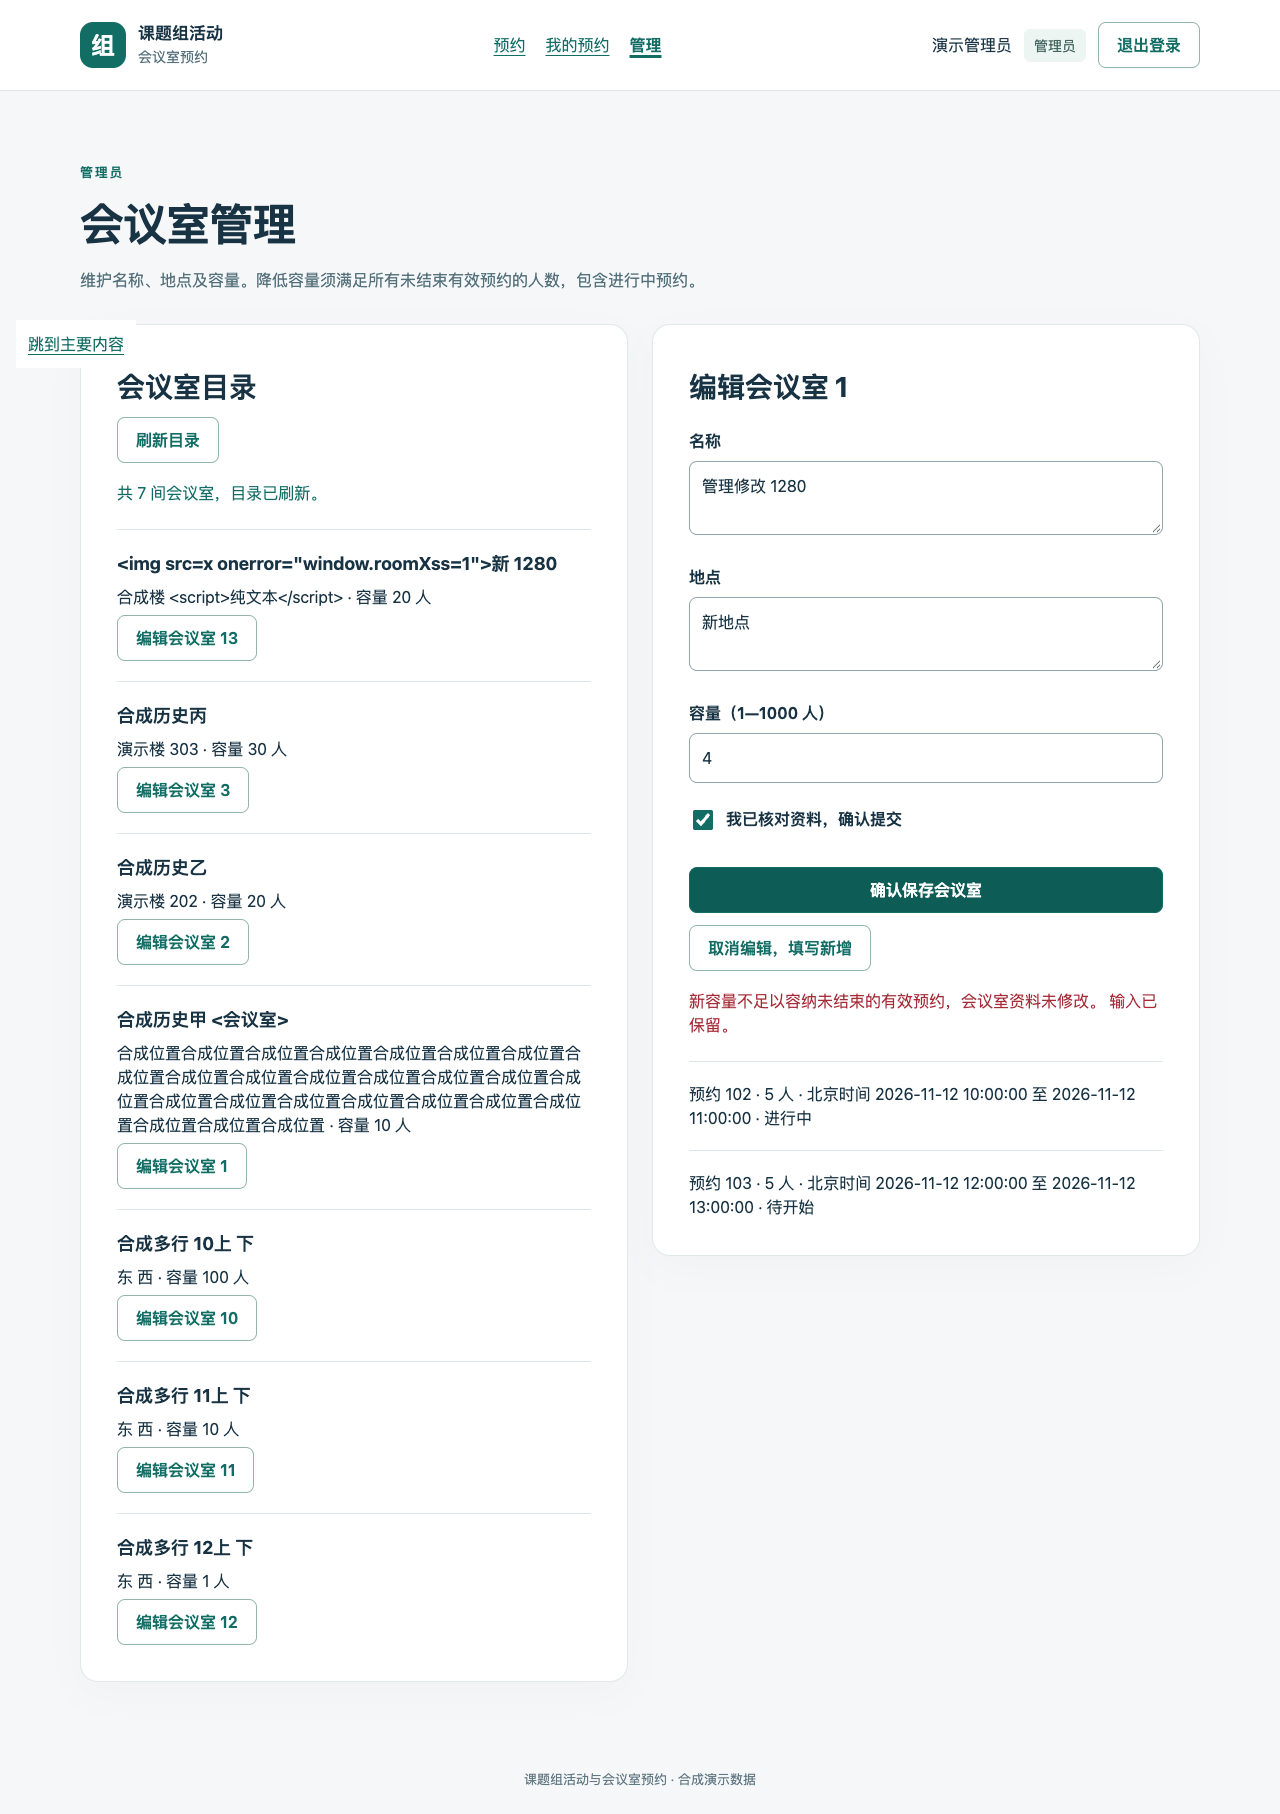 组
课题组活动
会议室预约
预约
我的预约
管理
演示管理员
管理员
退出登录
管理员
会议室管理
维护名称、地点及容量。降低容量须满足所有未结束有效预约的人数，包含进行中预约。
跳到主要内容
会议室目录
刷新目录
共 7 间会议室，目录已刷新。
<img src=x onerror="window.roomXss=1">新 1280
合成楼 <script>纯文本</script> · 容量 20 人
编辑会议室 13
合成历史丙
演示楼 303 · 容量 30 人
编辑会议室 3
合成历史乙
演示楼 202 · 容量 20 人
编辑会议室 2
合成历史甲 <会议室>
合成位置合成位置合成位置合成位置合成位置合成位置合成位置合
成位置合成位置合成位置合成位置合成位置合成位置合成位置合成
位置合成位置合成位置合成位置合成位置合成位置合成位置合成位
置合成位置合成位置合成位置 · 容量 10 人
编辑会议室 1
合成多行 10上 下
东 西 · 容量 100 人
编辑会议室 10
合成多行 11上 下
东 西 · 容量 10 人
编辑会议室 11
合成多行 12上 下
东 西 · 容量 1 人
编辑会议室 12
编辑会议室 1
名称
管理修改 1280
地点
新地点
容量（1—1000 人）
4
我已核对资料，确认提交
确认保存会议室
取消编辑，填写新增
新容量不足以容纳未结束的有效预约，会议室资料未修改。 输入已
保留。
预约 102 · 5 人 · 北京时间 2026-11-12 10:00:00 至 2026-11-12
11:00:00 · 进行中
预约 103 · 5 人 · 北京时间 2026-11-12 12:00:00 至 2026-11-12
13:00:00 · 待开始
课题组活动与会议室预约 · 合成演示数据